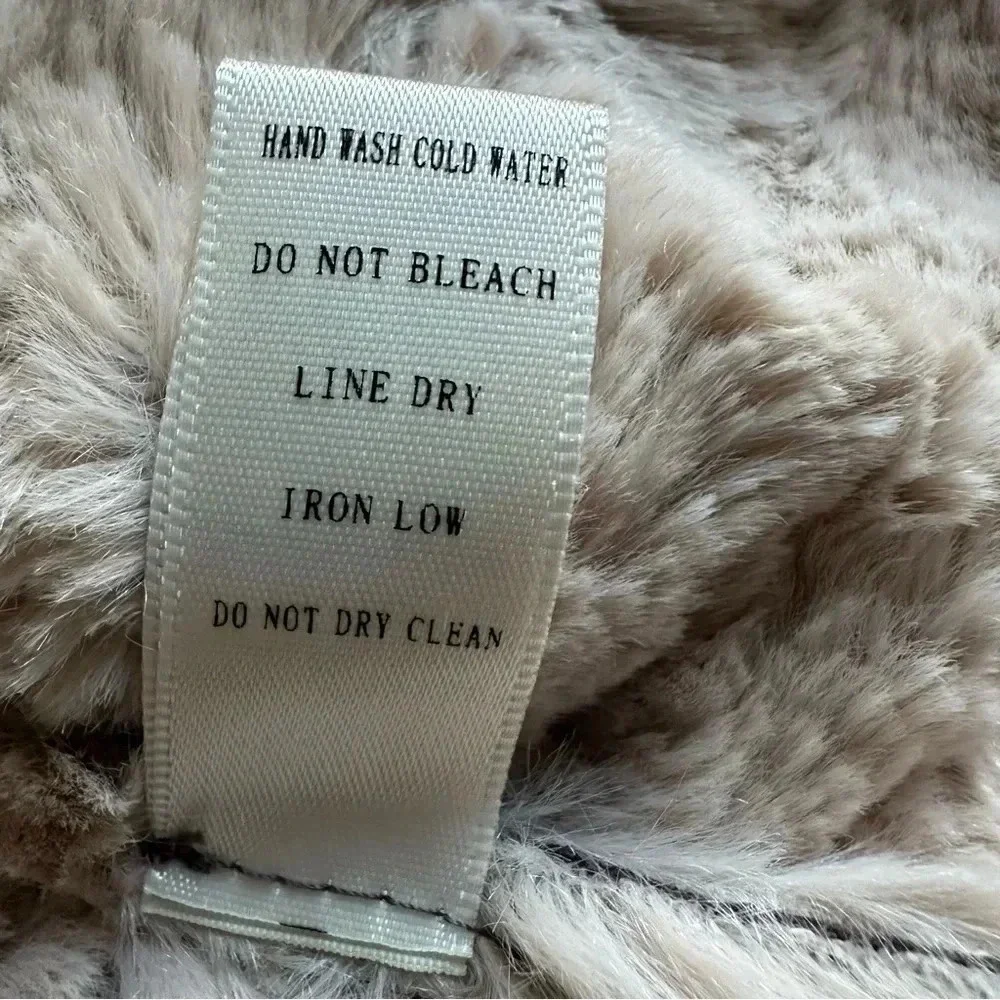 HAND WASH COLD WATER
DO NOT BLEACH
LINE DRY
IRON LOW
DO NOT DRY CLEAN